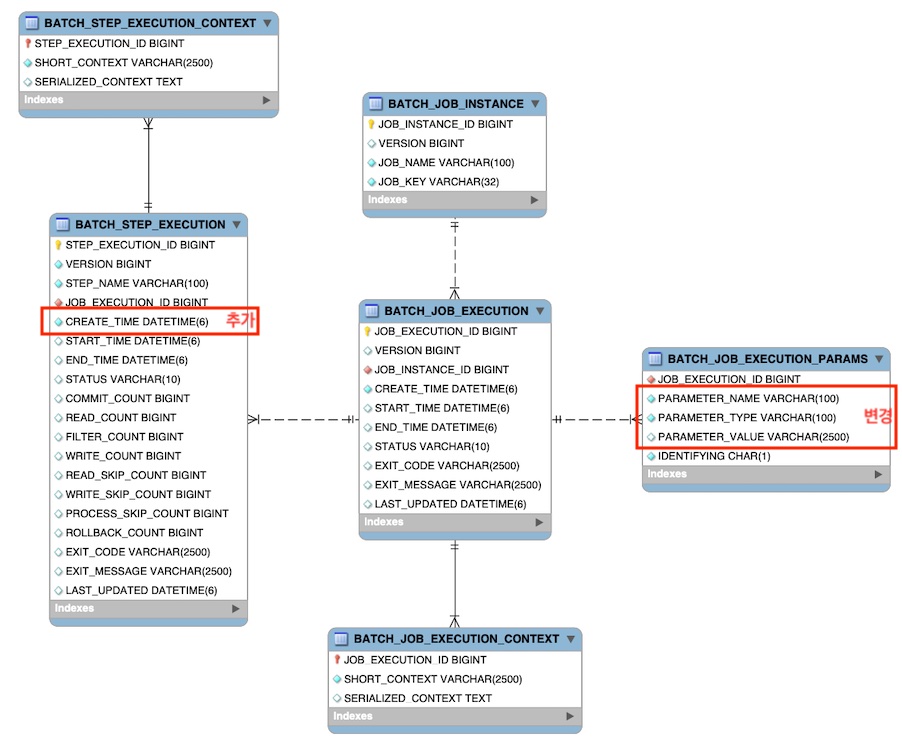 BATCH_STEP_EXECUTION_CONTEXT
STEP_EXECUTION_ID BIGINT
SHORT_CONTEXT VARCHAR(2500)
SERIALIZED_CONTEXT TEXT
Indexes
BATCH_JOB_INSTANCE
JOB_INSTANCE_ID BIGINT
VERSION BIGINT
JOB_NAME VARCHAR(100)
JOB_KEY VARCHAR(32)
Indexes
BATCH_STEP_EXECUTION
STEP_EXECUTION_ID BIGINT
VERSION BIGINT
STEP_NAME VARCHAR(100)
JOB_EXECUTION_ID BIGINT
CREATE_TIME DATETIME(6) 추가
START_TIME DATETIME(6)
END_TIME DATETIME(6)
STATUS VARCHAR(10)
COMMIT_COUNT BIGINT
READ_COUNT BIGINT
FILTER_COUNT BIGINT
WRITE_COUNT BIGINT
READ_SKIP_COUNT BIGINT
WRITE_SKIP_COUNT BIGINT
PROCESS_SKIP_COUNT BIGINT
ROLLBACK_COUNT BIGINT
EXIT_CODE VARCHAR(2500)
EXIT_MESSAGE VARCHAR(2500)
LAST_UPDATED DATETIME(6)
Indexes
BATCH_JOB_EXECUTION
JOB_EXECUTION_ID BIGINT
VERSION BIGINT
JOB_INSTANCE_ID BIGINT
CREATE_TIME DATETIME(6)
START_TIME DATETIME(6)
END_TIME DATETIME(6)
STATUS VARCHAR(10)
EXIT_CODE VARCHAR(2500)
EXIT_MESSAGE VARCHAR(2500)
LAST_UPDATED DATETIME(6)
Indexes
BATCH_JOB_EXECUTION_PARAMS
JOB_EXECUTION_ID BIGINT
PARAMETER_NAME VARCHAR(100)
PARAMETER_TYPE VARCHAR(100) 변경
PARAMETER_VALUE VARCHAR(2500)
IDENTIFYING CHAR(1)
Indexes
BATCH_JOB_EXECUTION_CONTEXT
JOB_EXECUTION_ID BIGINT
SHORT_CONTEXT VARCHAR(2500)
SERIALIZED_CONTEXT TEXT
Indexes